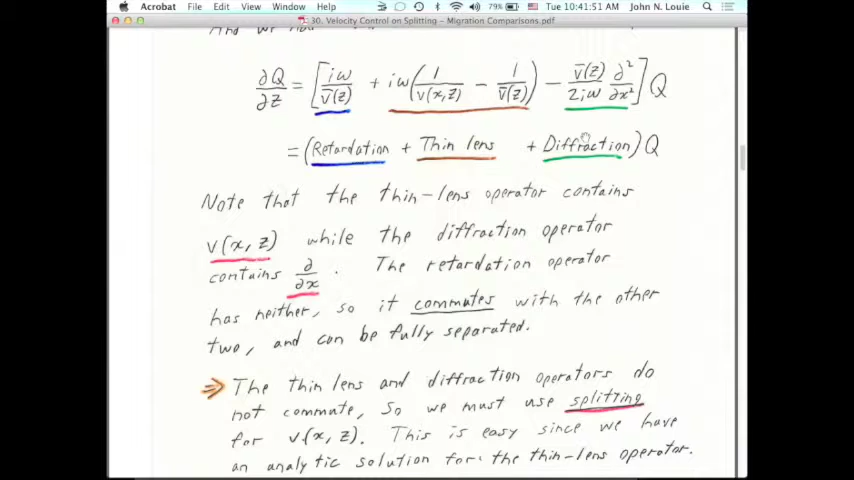 Acrobat File Edit View Window Help 79% Tue 10:41:51 AM John N. Louie
30. Velocity Control on Splitting – Migration Comparisons.pdf
∂Q/∂z = [iω/v̄(z) + iω(1/v(x,z) − 1/v̄(z)) − v̄(z)/2iω ∂²/∂x²] Q
= (Retardation + Thin lens + Diffraction) Q
Note that the thin-lens operator contains
v(x, z) while the diffraction operator
contains ∂/∂x . The retardation operator
has neither, so it commutes with the other
two, and can be fully separated.
⇒ The thin lens and diffraction operators do
not commute, so we must use splitting
for v(x, z). This is easy since we have
an analytic solution for the thin-lens operator.